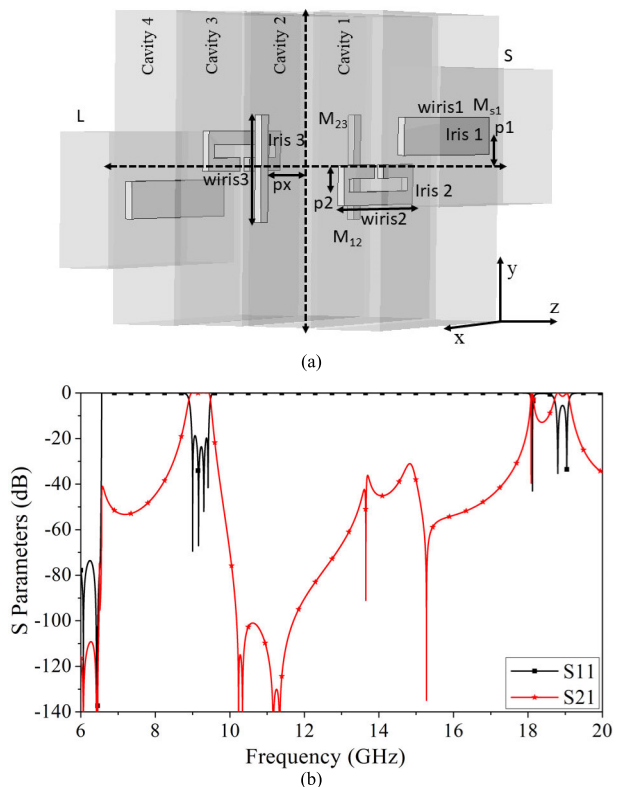 Cavity 4
Cavity 3
Cavity 2
Cavity 1
S
L
wiris1
Ms1
Iris 1
p1
M23
Iris 3
wiris3
px
p2
Iris 2
wiris2
M12
y
z
x
(a)
S Parameters (dB)
0
-20
-40
-60
-80
-100
-120
-140
S11
S21
6 8 10 12 14 16 18 20
Frequency (GHz)
(b)